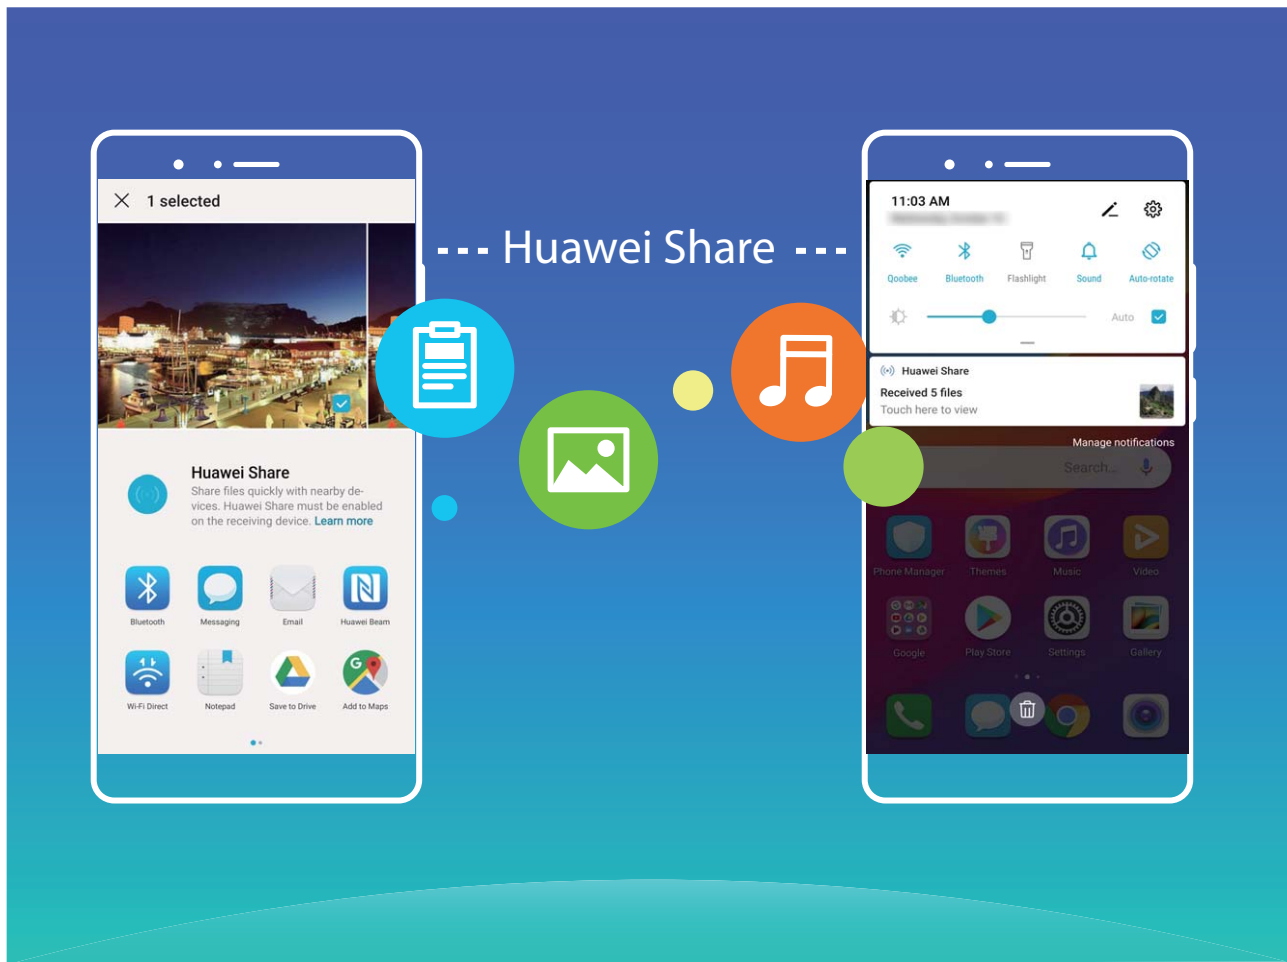 1 selected
Huawei Share
Share files quickly with nearby de-
vices. Huawei Share must be enabled
on the receiving device. Learn more
Bluetooth
Messaging
Email
Huawei Beam
Wi-Fi Direct
Notepad
Save to Drive
Add to Maps
Huawei Share
11:03 AM
Qoobee
Bluetooth
Flashlight
Sound
Auto-rotate
Auto
Huawei Share
Received 5 files
Touch here to view
Manage notifications
Search...
Phone Manager
Themes
Music
Video
Google
Play Store
Settings
Gallery